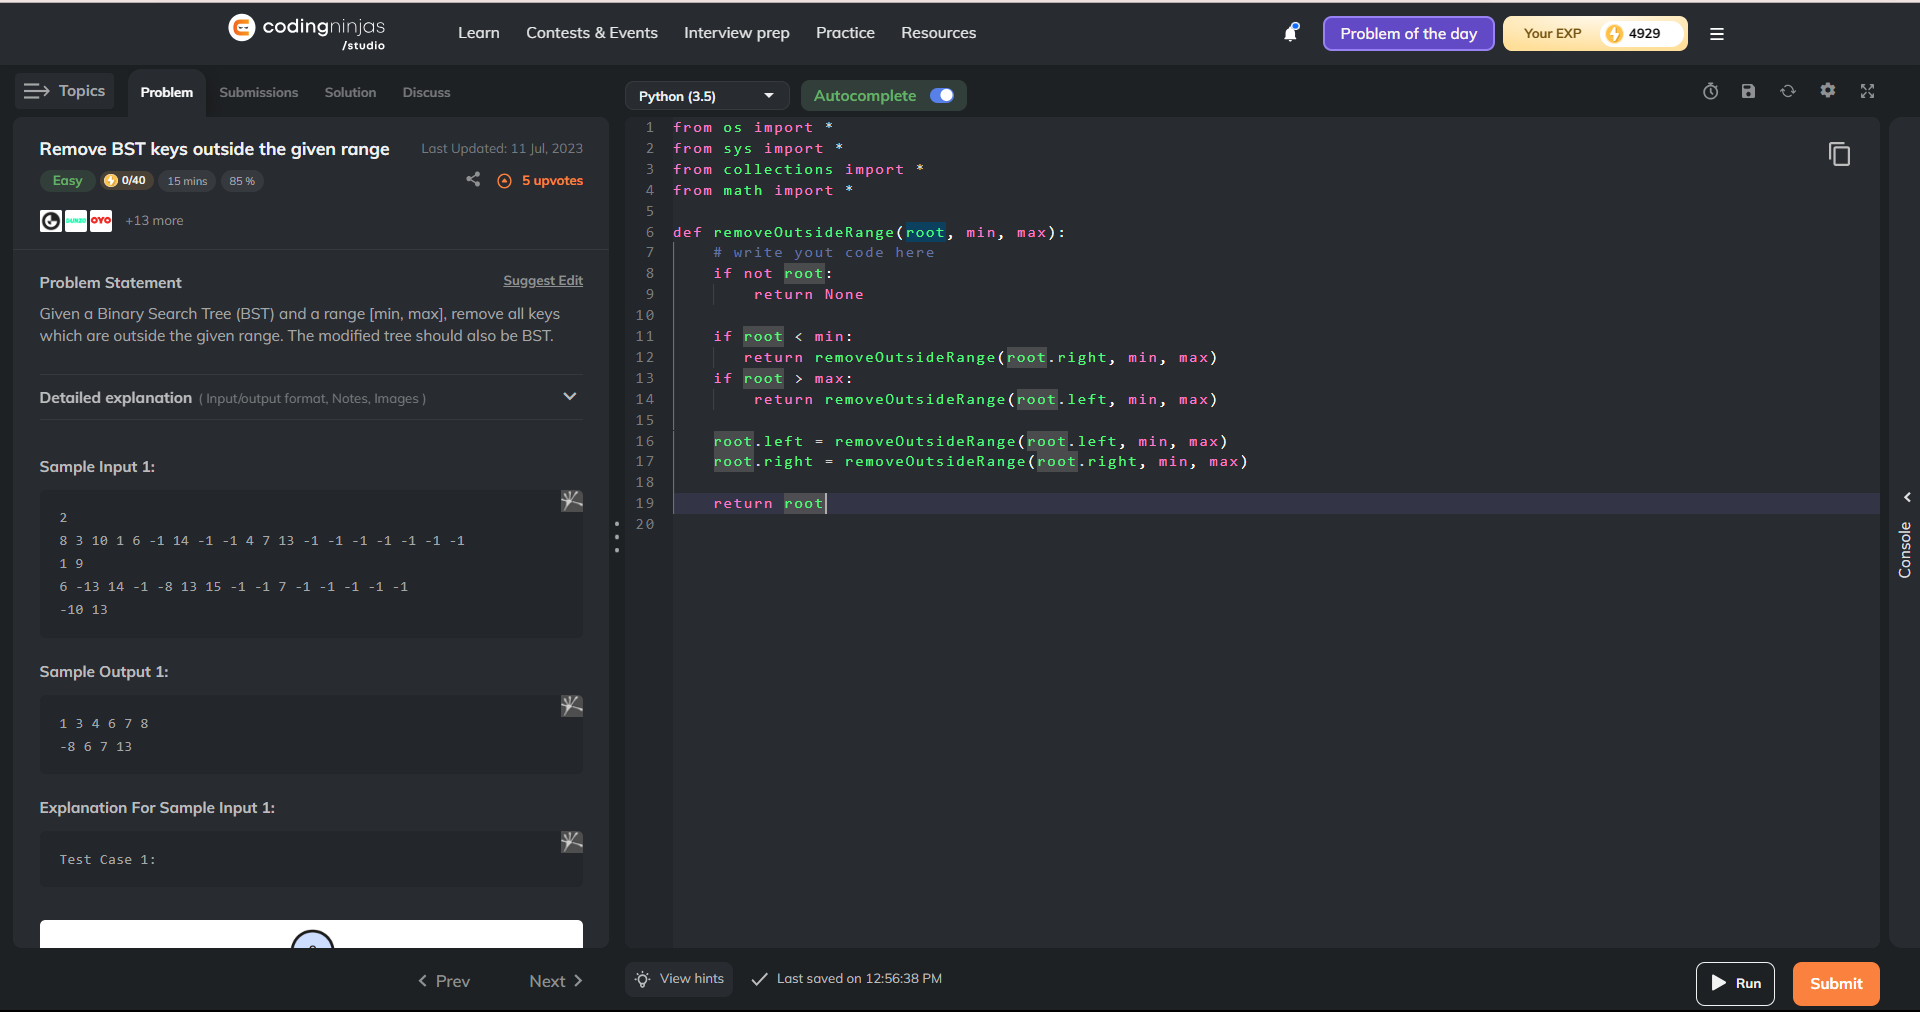 codingninjas
/studio
Learn
Contests & Events
Interview prep
Practice
Resources
Problem of the day
Your EXP
4929
Topics
Problem
Submissions
Solution
Discuss
Remove BST keys outside the given range
Last Updated: 11 Jul, 2023
Easy
0/40
15 mins
85 %
5 upvotes
OYO
+13 more
Problem Statement
Suggest Edit
Given a Binary Search Tree (BST) and a range [min, max], remove all keys
which are outside the given range. The modified tree should also be BST.
Detailed explanation ( Input/output format, Notes, Images )
Sample Input 1:
2
8 3 10 1 6 -1 14 -1 -1 4 7 13 -1 -1 -1 -1 -1 -1 -1
1 9
6 -13 14 -1 -8 13 15 -1 -1 7 -1 -1 -1 -1 -1
-10 13
Sample Output 1:
1 3 4 6 7 8
-8 6 7 13
Explanation For Sample Input 1:
Test Case 1:
Prev
Next
Python (3.5)
Autocomplete
1 from os import *
2 from sys import *
3 from collections import *
4 from math import *
5
6 def removeOutsideRange(root, min, max):
7     # write yout code here
8     if not root:
9         return None
10
11     if root < min:
12        return removeOutsideRange(root.right, min, max)
13     if root > max:
14         return removeOutsideRange(root.left, min, max)
15
16     root.left = removeOutsideRange(root.left, min, max)
17     root.right = removeOutsideRange(root.right, min, max)
18
19     return root
20
Console
View hints
Last saved on 12:56:38 PM
Run
Submit